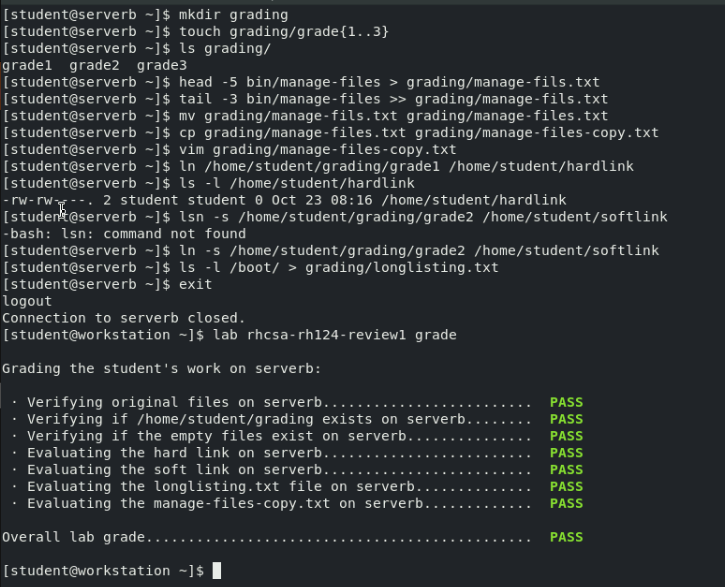 [student@serverb ~]$ mkdir grading
[student@serverb ~]$ touch grading/grade{1..3}
[student@serverb ~]$ ls grading/
grade1  grade2  grade3
[student@serverb ~]$ head -5 bin/manage-files > grading/manage-fils.txt
[student@serverb ~]$ tail -3 bin/manage-files >> grading/manage-fils.txt
[student@serverb ~]$ mv grading/manage-fils.txt grading/manage-files.txt
[student@serverb ~]$ cp grading/manage-files.txt grading/manage-files-copy.txt
[student@serverb ~]$ vim grading/manage-files-copy.txt
[student@serverb ~]$ ln /home/student/grading/grade1 /home/student/hardlink
[student@serverb ~]$ ls -l /home/student/hardlink
-rw-rw----. 2 student student 0 Oct 23 08:16 /home/student/hardlink
[student@serverb ~]$ lsn -s /home/student/grading/grade2 /home/student/softlink
-bash: lsn: command not found
[student@serverb ~]$ ln -s /home/student/grading/grade2 /home/student/softlink
[student@serverb ~]$ ls -l /boot/ > grading/longlisting.txt
[student@serverb ~]$ exit
logout
Connection to serverb closed.
[student@workstation ~]$ lab rhcsa-rh124-review1 grade
Grading the student's work on serverb:
· Verifying original files on serverb......................... PASS
· Verifying if /home/student/grading exists on serverb........ PASS
· Verifying if the empty files exist on serverb............... PASS
· Evaluating the hard link on serverb......................... PASS
· Evaluating the soft link on serverb......................... PASS
· Evaluating the longlisting.txt file on serverb.............. PASS
· Evaluating the manage-files-copy.txt on serverb............. PASS
Overall lab grade.............................................. PASS
[student@workstation ~]$